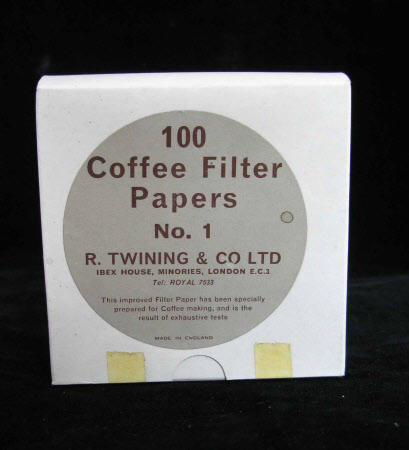 100
Coffee Filter
Papers
No. 1
R. TWINING & CO LTD
IBEX HOUSE, MINORIES, LONDON E.C.3
Tel: ROYAL 7533
This improved Filter Paper has been specially
prepared for Coffee making, and is the
result of exhaustive tests
MADE IN ENGLAND